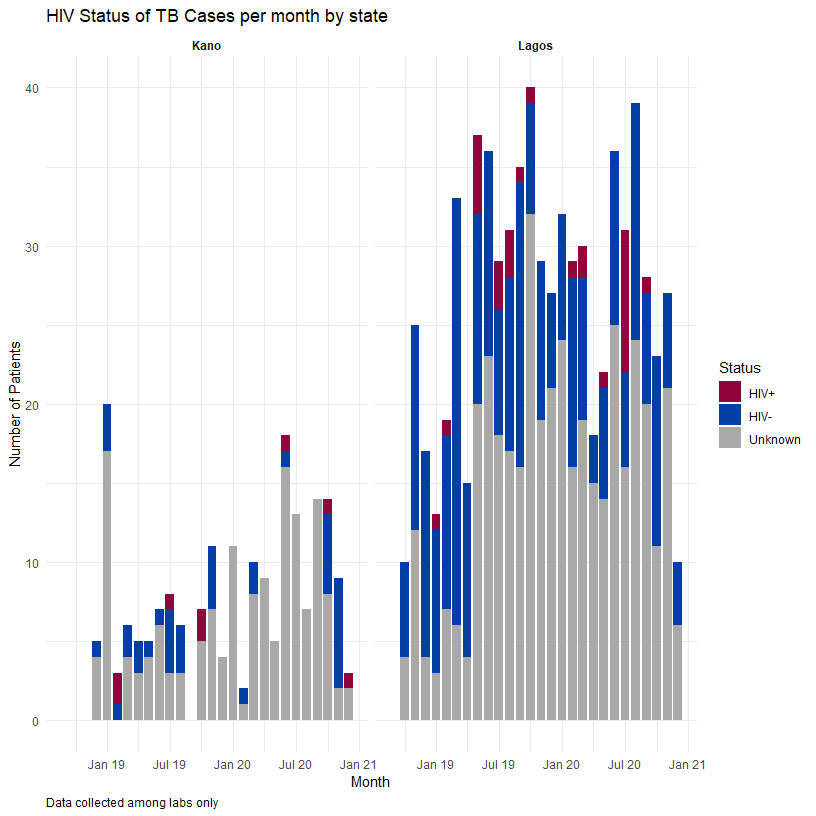 HIV Status of TB Cases per month by state
Kano
Lagos
40
30
20
10
0
Number of Patients
Jan 19
Jul 19
Jan 20
Jul 20
Jan 21
Jan 19
Jul 19
Jan 20
Jul 20
Jan 21
Month
Status
HIV+
HIV-
Unknown
Data collected among labs only